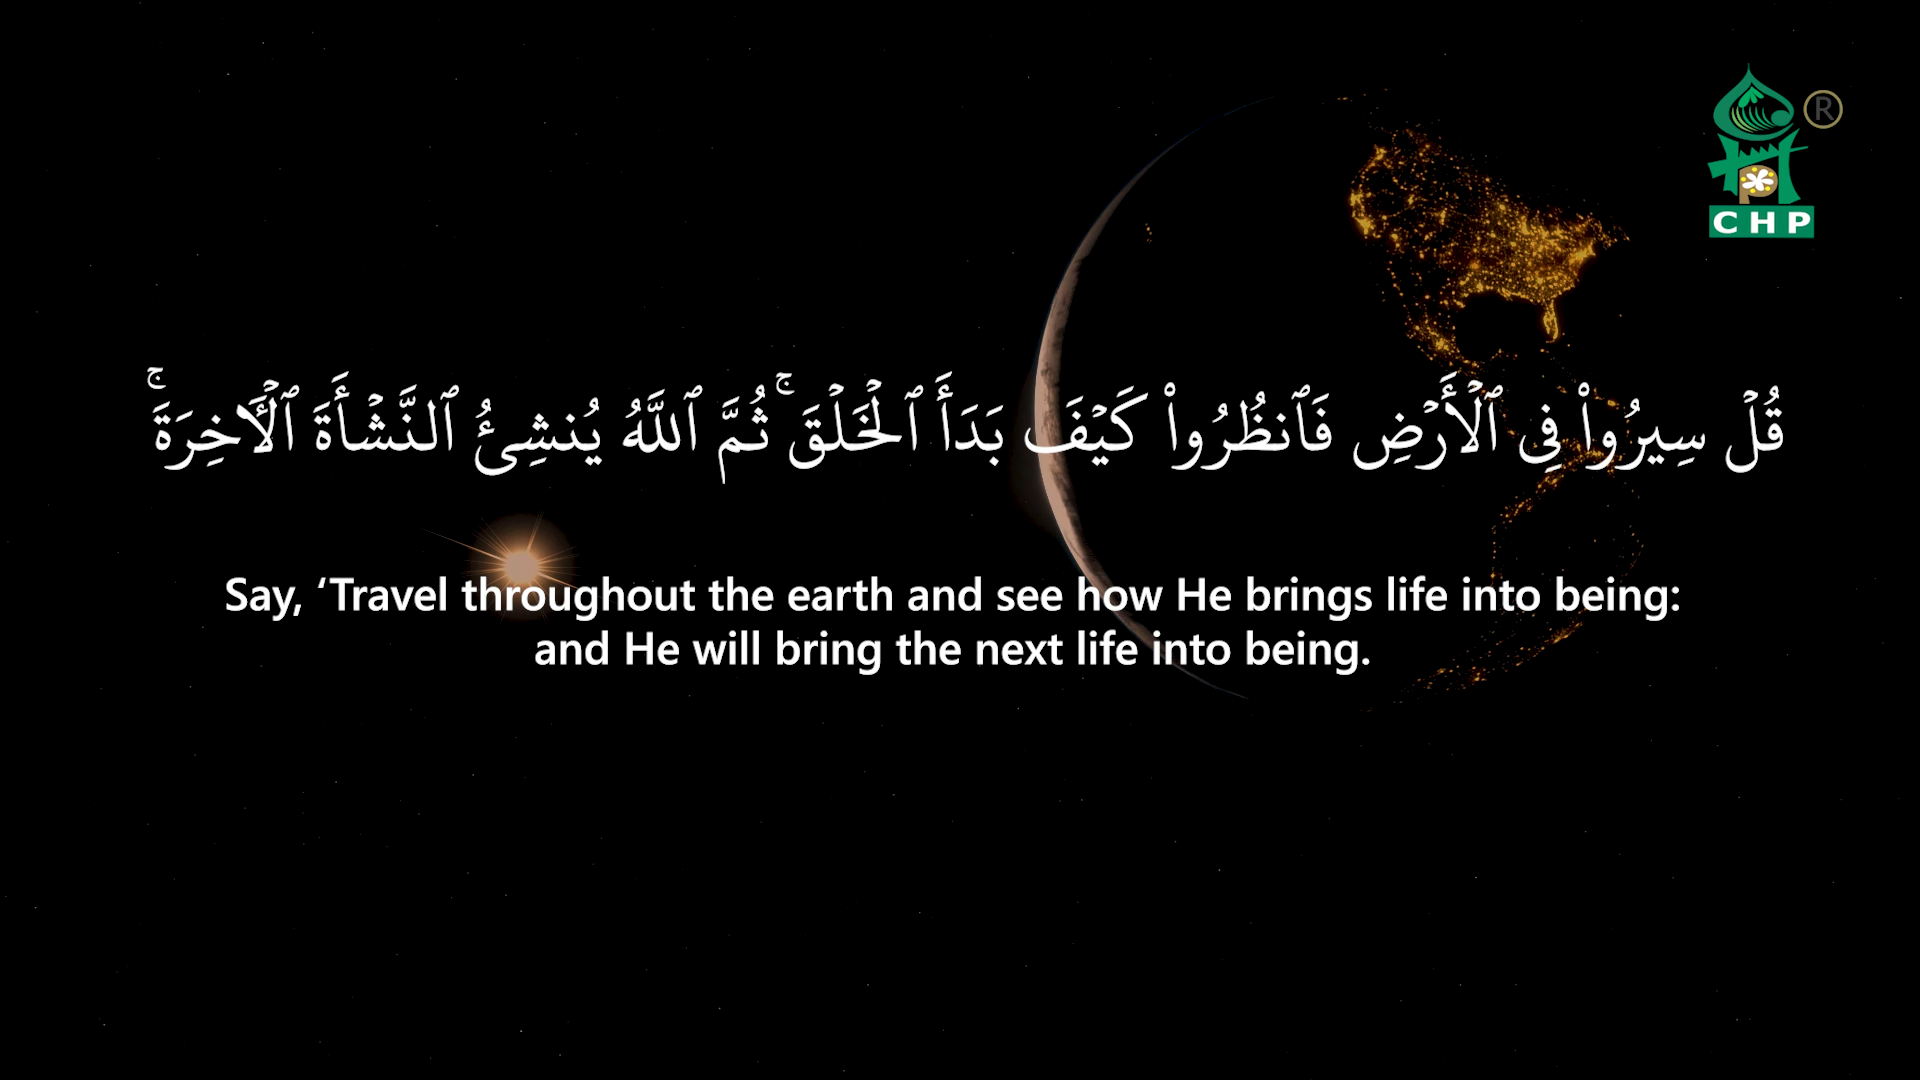 CHP
®
قُلۡ سِيرُواْ فِي ٱلۡأَرۡضِ فَٱنظُرُواْ كَيۡفَ بَدَأَ ٱلۡخَلۡقَۚ ثُمَّ ٱللَّهُ يُنشِئُ ٱلنَّشۡأَةَ ٱلۡأٓخِرَةَۚ
Say, ‘Travel throughout the earth and see how He brings life into being:
and He will bring the next life into being.